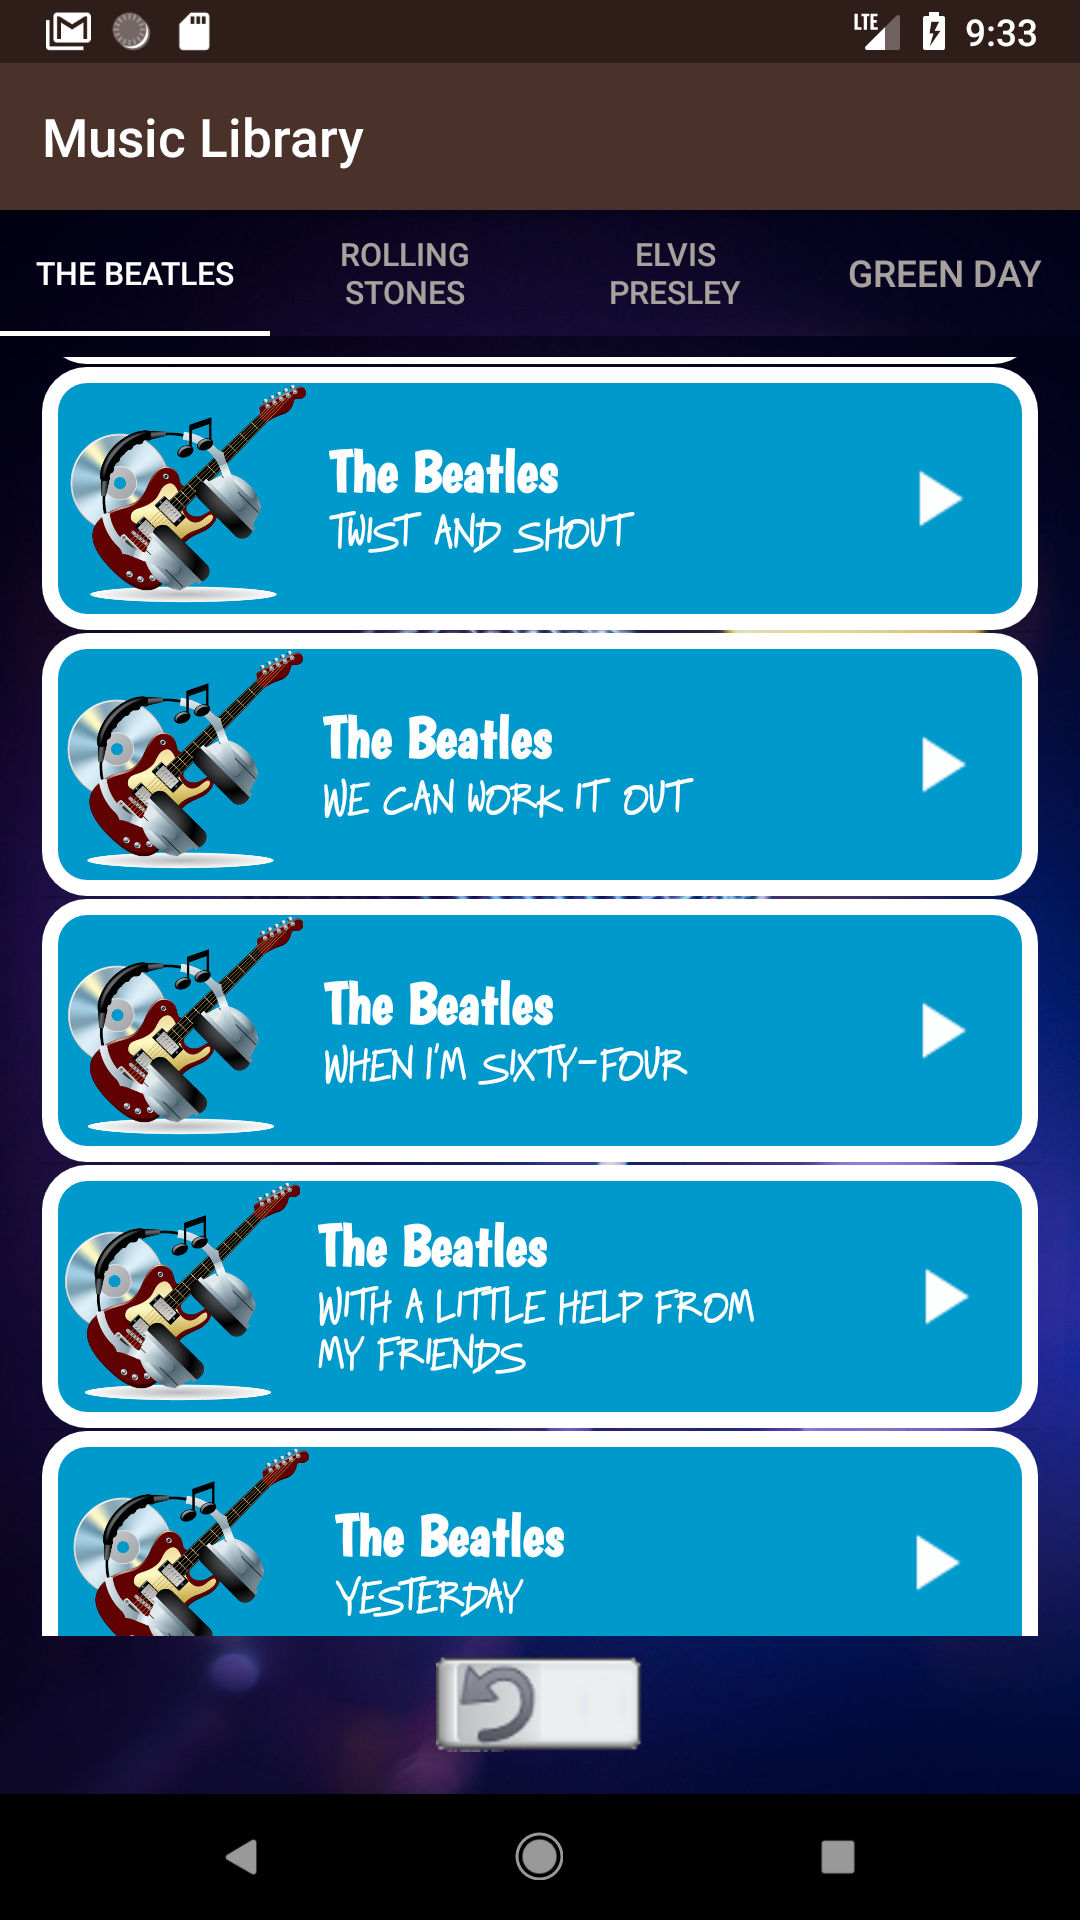 LTE 9:33
Music Library
THE BEATLES
ROLLING
STONES
ELVIS
PRESLEY
GREEN DAY
The Beatles
TWIST AND SHOUT
The Beatles
WE CAN WORK IT OUT
The Beatles
WHEN I'M SIXTY-FOUR
The Beatles
WITH A LITTLE HELP FROM
MY FRIENDS
The Beatles
YESTERDAY